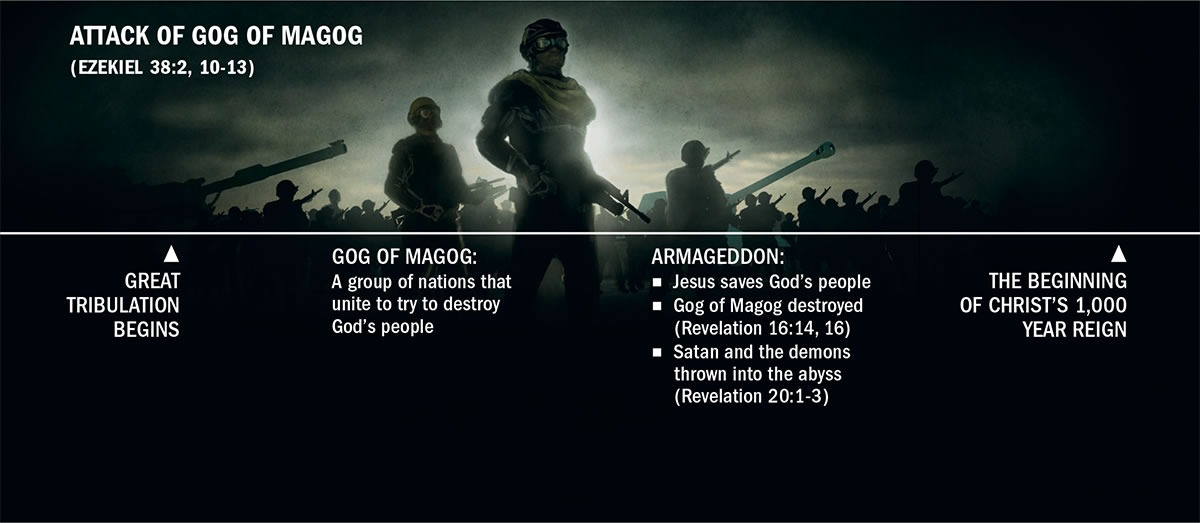 ATTACK OF GOG OF MAGOG
(EZEKIEL 38:2, 10-13)
GREAT
TRIBULATION
BEGINS
GOG OF MAGOG:
A group of nations that
unite to try to destroy
God’s people
ARMAGEDDON:
■ Jesus saves God’s people
■ Gog of Magog destroyed
(Revelation 16:14, 16)
■ Satan and the demons
thrown into the abyss
(Revelation 20:1-3)
THE BEGINNING
OF CHRIST’S 1,000
YEAR REIGN